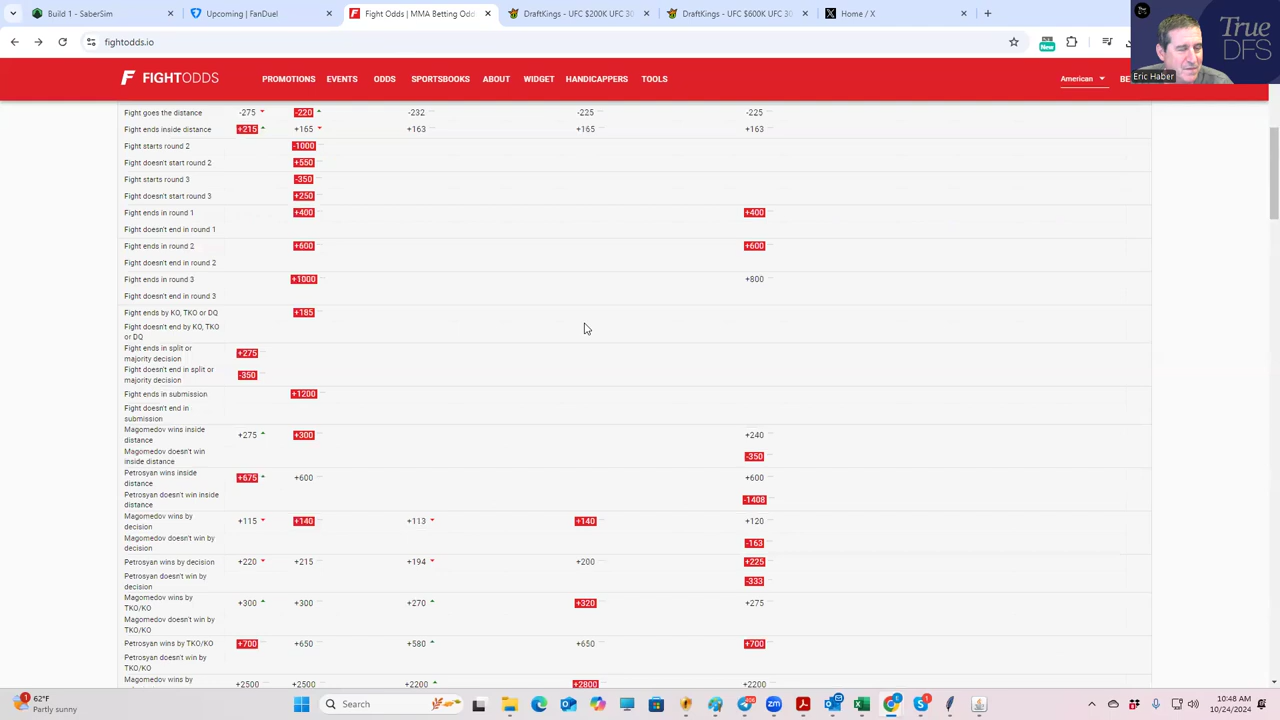 Build 1 - SaberSim
Upcoming | FanDuel
Fight Odds | MMA Betting Odd
DraftKings - UFC $200K UFC 30
DraftKings - UFC $600K UFC 30
Home / X
fightodds.io
New
True
DFS
Eric Haber
FIGHTODDS
PROMOTIONS EVENTS ODDS SPORTSBOOKS ABOUT WIDGET HANDICAPPERS TOOLS
American
BE
Fight goes the distance -275 -220 -232 -225 -225
Fight ends inside distance +215 +165 +163 +165 +163
Fight starts round 2 -1000
Fight doesn't start round 2 +550
Fight starts round 3 -350
Fight doesn't start round 3 +250
Fight ends in round 1 +400 +400
Fight doesn't end in round 1
Fight ends in round 2 +600 +600
Fight doesn't end in round 2
Fight ends in round 3 +1000 +800
Fight doesn't end in round 3
Fight ends by KO, TKO or DQ +185
Fight doesn't end by KO, TKO
or DQ
Fight ends in split or
majority decision +275
Fight doesn't end in split or
majority decision -350
Fight ends in submission +1200
Fight doesn't end in
submission
Magomedov wins inside
distance +275 +300 +240
Magomedov doesn't win
inside distance -350
Petrosyan wins inside
distance +675 +600 +600
Petrosyan doesn't win inside
distance -1408
Magomedov wins by
decision +115 +140 +113 +140 +120
Magomedov doesn't win by
decision -163
Petrosyan wins by decision +220 +215 +194 +200 +225
Petrosyan doesn't win by
decision -333
Magomedov wins by
TKO/KO +300 +300 +270 +320 +275
Magomedov doesn't win by
TKO/KO
Petrosyan wins by TKO/KO +700 +650 +580 +650 +700
Petrosyan doesn't win by
TKO/KO
Magomedov wins by +2500 +2500 +2200 +2800 +2200
1
62°F
Partly sunny
Search
10:48 AM
10/24/2024